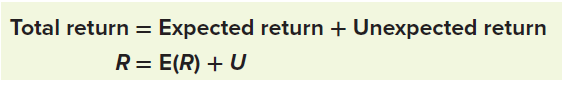 Total return = Expected return + Unexpected return
R = E(R) + U